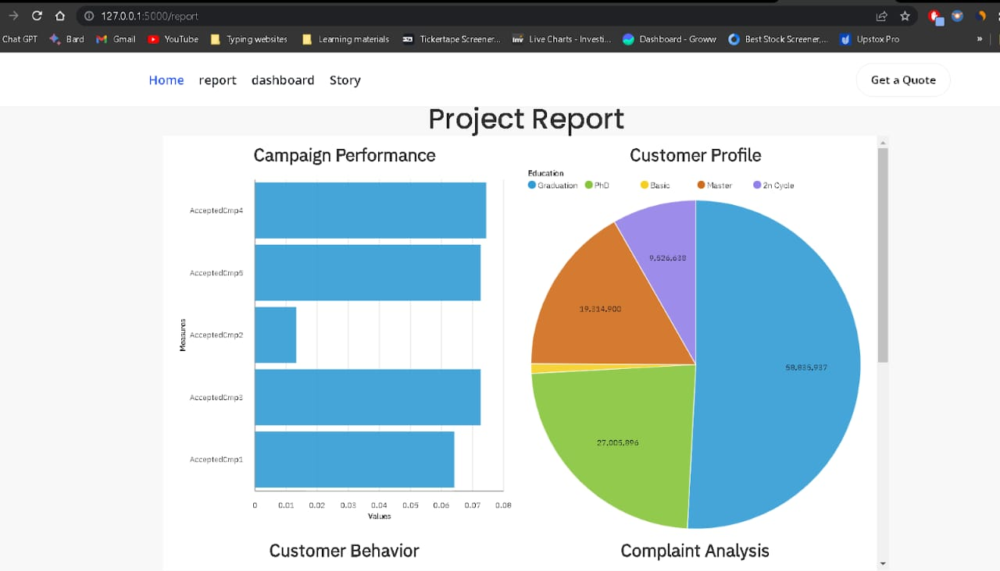 127.0.0.1:5000/report
Chat GPT Bard Gmail YouTube Typing websites Learning materials Tickertape Screener... Live Charts - Investi... Dashboard - Groww Best Stock Screener,... Upstox Pro »
Home report dashboard Story Get a Quote
Project Report
Campaign Performance
Measures
AcceptedCmp4
AcceptedCmp5
AcceptedCmp2
AcceptedCmp3
AcceptedCmp1
0 0.01 0.02 0.03 0.04 0.05 0.06 0.07 0.08
Values
Customer Profile
Education
Graduation PhD Basic Master 2n Cycle
9,526,638
19,314,900
58,835,937
27,005,896
Customer Behavior
Complaint Analysis